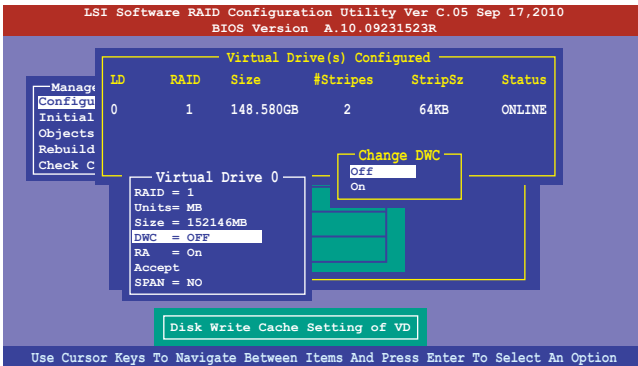 LSI Software RAID Configuration Utility Ver C.05 Sep 17,2010
BIOS Version A.10.09231523R
Virtual Drive(s) Configured
LD RAID Size #Stripes StripSz Status
0 1 148.580GB 2 64KB ONLINE
Manage
Configu
Initial
Objects
Rebuild
Check C
Change DWC
Off
On
Virtual Drive 0
RAID = 1
Units= MB
Size = 152146MB
DWC = OFF
RA = On
Accept
SPAN = NO
Disk Write Cache Setting of VD
Use Cursor Keys To Navigate Between Items And Press Enter To Select An Option